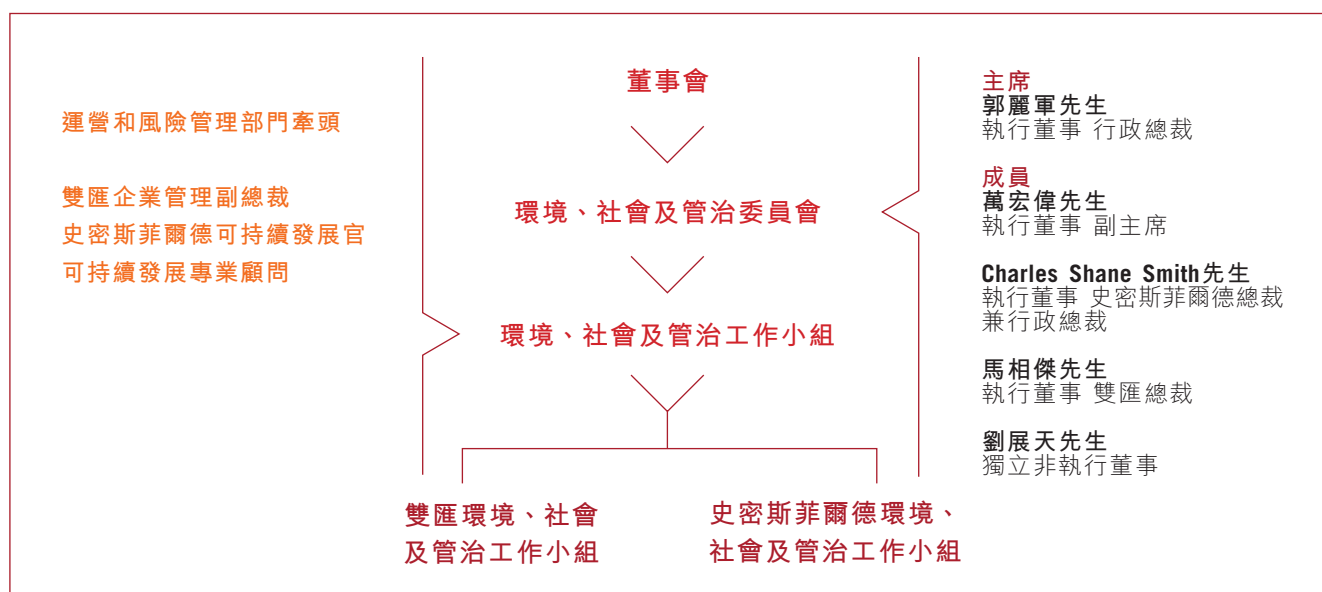 運營和風險管理部門牽頭
雙匯企業管理副總裁
史密斯菲爾德可持續發展官
可持續發展專業顧問
董事會
環境、社會及管治委員會
環境、社會及管治工作小組
雙匯環境、社會
及管治工作小組
史密斯菲爾德環境、
社會及管治工作小組
主席
郭麗軍先生
執行董事 行政總裁
成員
萬宏偉先生
執行董事 副主席
Charles Shane Smith先生
執行董事 史密斯菲爾德總裁
兼行政總裁
馬相傑先生
執行董事 雙匯總裁
劉展天先生
獨立非執行董事